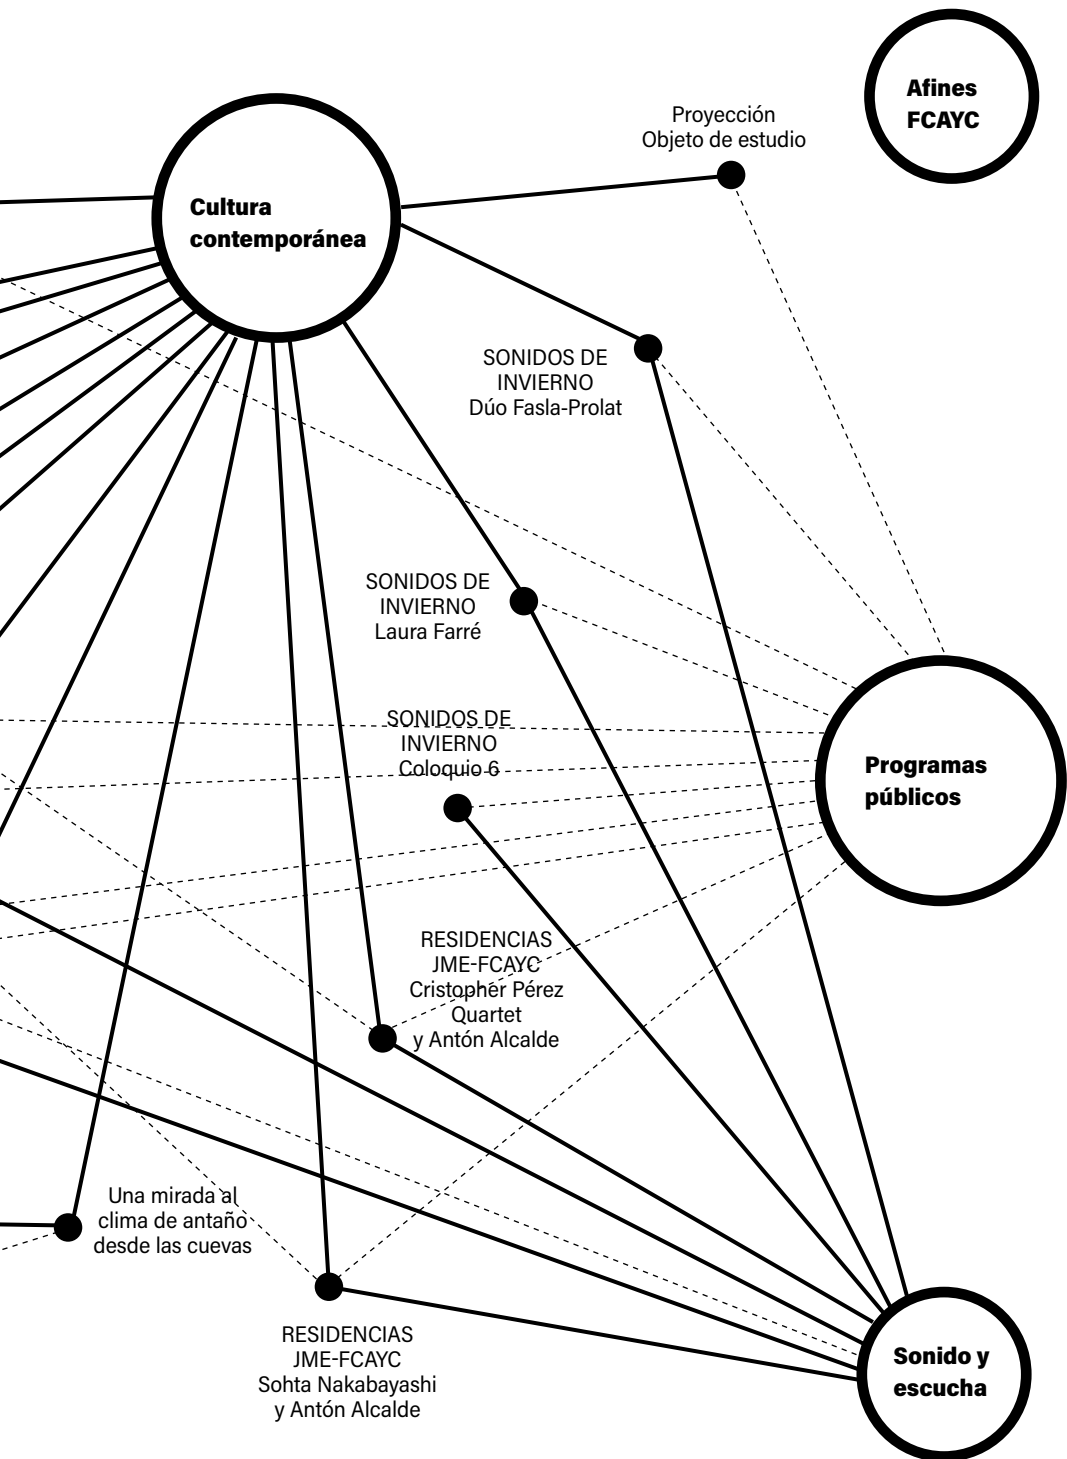 Afines
FCAYC
Proyección
Objeto de estudio
Cultura
contemporánea
SONIDOS DE
INVIERNO
Dúo Fasla-Prolat
SONIDOS DE
INVIERNO
Laura Farré
SONIDOS DE
INVIERNO
Coloquio 6
Programas
públicos
RESIDENCIAS
JME-FCAYC
Cristopher Pérez
Quartet
y Antón Alcalde
Una mirada al
clima de antaño
desde las cuevas
RESIDENCIAS
JME-FCAYC
Sohta Nakabayashi
y Antón Alcalde
Sonido y
escucha